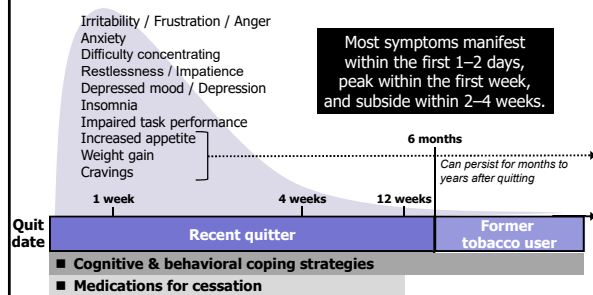 Irritability / Frustration / Anger
Anxiety
Difficulty concentrating
Restlessness / Impatience
Depressed mood / Depression
Insomnia
Impaired task performance
Increased appetite
Weight gain
Cravings
Most symptoms manifest
within the first 1–2 days,
peak within the first week,
and subside within 2–4 weeks.
6 months
Can persist for months to
years after quitting
1 week
4 weeks
12 weeks
Quit
date
Recent quitter
Former
tobacco user
■ Cognitive & behavioral coping strategies
■ Medications for cessation